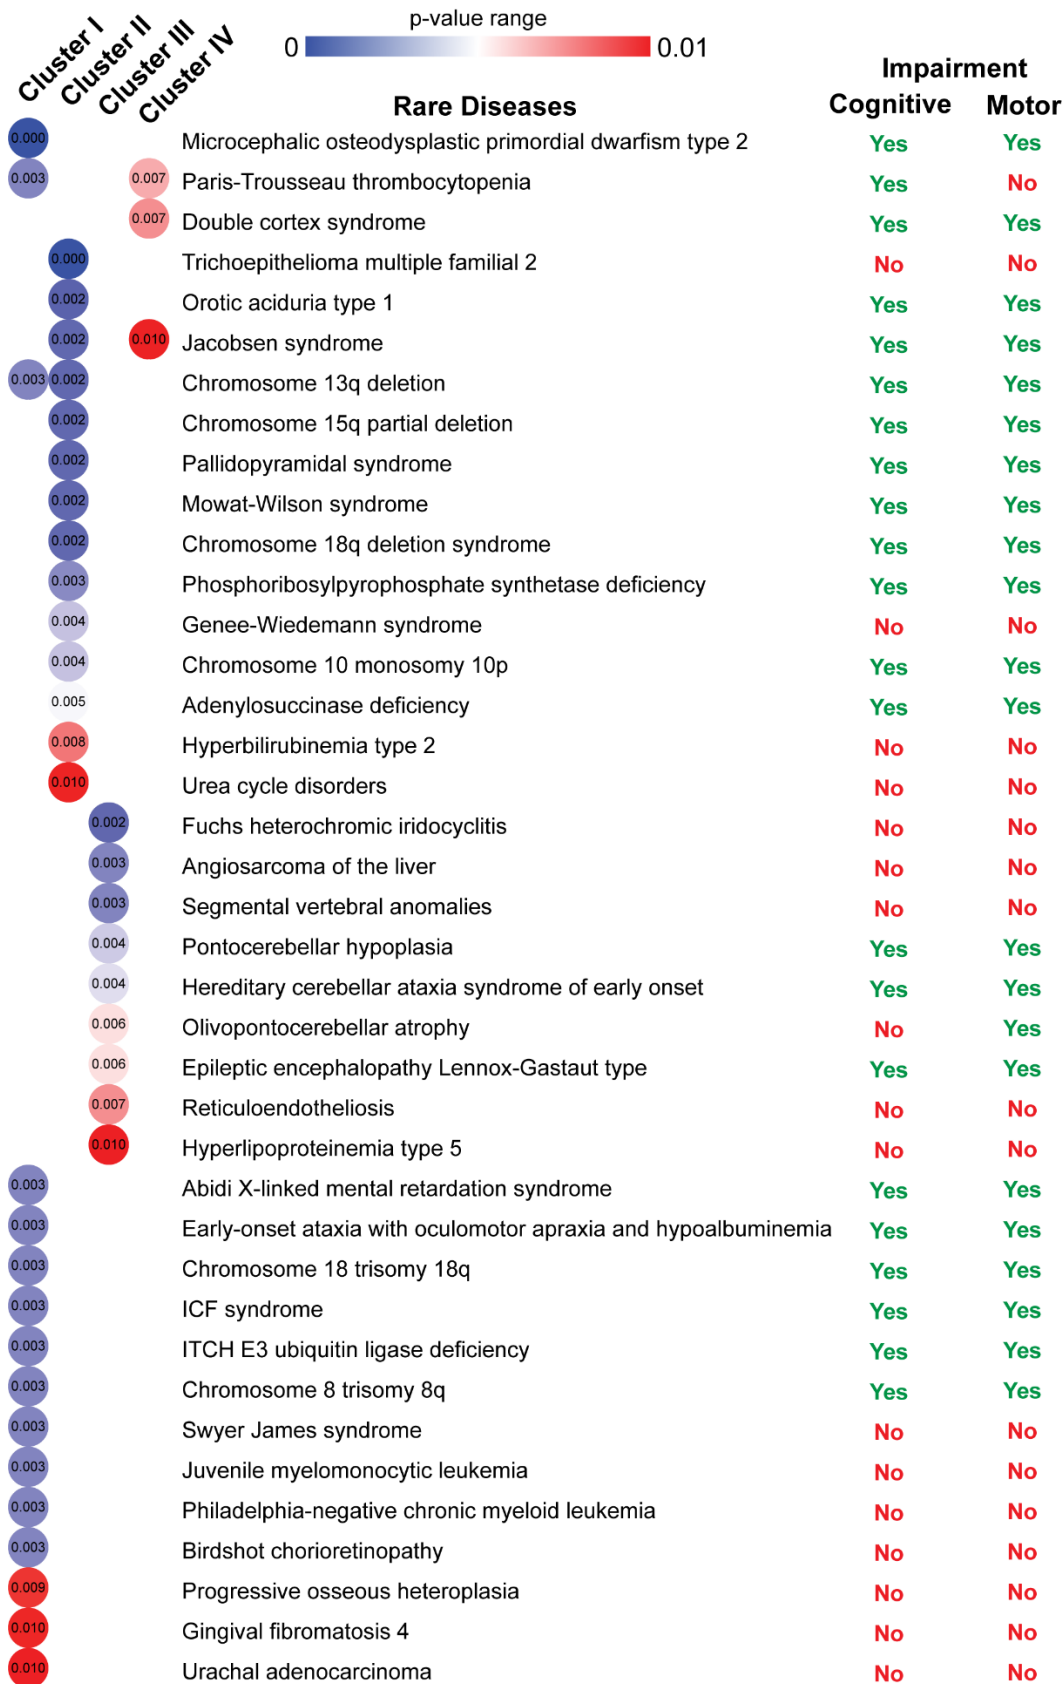 p-value range
0 0.01
Cluster I Cluster II Cluster III Cluster IV
Impairment
Rare Diseases Cognitive Motor
0.000 Microcephalic osteodysplastic primordial dwarfism type 2 Yes Yes
0.003 0.007 Paris-Trousseau thrombocytopenia Yes No
0.007 Double cortex syndrome Yes Yes
0.000 Trichoepithelioma multiple familial 2 No No
0.002 Orotic aciduria type 1 Yes Yes
0.002 0.010 Jacobsen syndrome Yes Yes
0.003 0.002 Chromosome 13q deletion Yes Yes
0.002 Chromosome 15q partial deletion Yes Yes
0.002 Pallidopyramidal syndrome Yes Yes
0.002 Mowat-Wilson syndrome Yes Yes
0.002 Chromosome 18q deletion syndrome Yes Yes
0.003 Phosphoribosylpyrophosphate synthetase deficiency Yes Yes
0.004 Genee-Wiedemann syndrome No No
0.004 Chromosome 10 monosomy 10p Yes Yes
0.005 Adenylosuccinase deficiency Yes Yes
0.008 Hyperbilirubinemia type 2 No No
0.010 Urea cycle disorders No No
0.002 Fuchs heterochromic iridocyclitis No No
0.003 Angiosarcoma of the liver No No
0.003 Segmental vertebral anomalies No No
0.004 Pontocerebellar hypoplasia Yes Yes
0.004 Hereditary cerebellar ataxia syndrome of early onset Yes Yes
0.006 Olivopontocerebellar atrophy No Yes
0.006 Epileptic encephalopathy Lennox-Gastaut type Yes Yes
0.007 Reticuloendotheliosis No No
0.010 Hyperlipoproteinemia type 5 No No
0.003 Abidi X-linked mental retardation syndrome Yes Yes
0.003 Early-onset ataxia with oculomotor apraxia and hypoalbuminemia Yes Yes
0.003 Chromosome 18 trisomy 18q Yes Yes
0.003 ICF syndrome Yes Yes
0.003 ITCH E3 ubiquitin ligase deficiency Yes Yes
0.003 Chromosome 8 trisomy 8q Yes Yes
0.003 Swyer James syndrome No No
0.003 Juvenile myelomonocytic leukemia No No
0.003 Philadelphia-negative chronic myeloid leukemia No No
0.003 Birdshot chorioretinopathy No No
0.009 Progressive osseous heteroplasia No No
0.010 Gingival fibromatosis 4 No No
0.010 Urachal adenocarcinoma No No